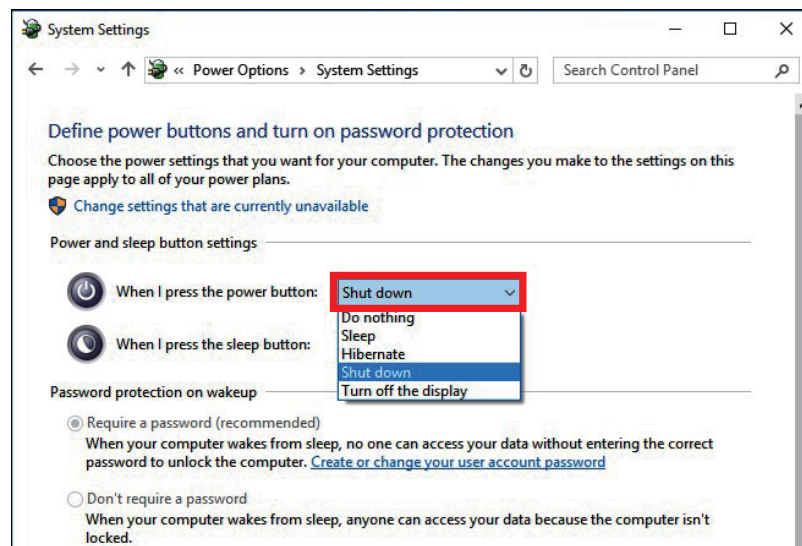 System Settings
« Power Options › System Settings
Search Control Panel
Define power buttons and turn on password protection
Choose the power settings that you want for your computer. The changes you make to the settings on this
page apply to all of your power plans.
Change settings that are currently unavailable
Power and sleep button settings
When I press the power button: Shut down
Do nothing
Sleep
When I press the sleep button:
Hibernate
Shut down
Turn off the display
Password protection on wakeup
Require a password (recommended)
When your computer wakes from sleep, no one can access your data without entering the correct
password to unlock the computer. Create or change your user account password
Don't require a password
When your computer wakes from sleep, anyone can access your data because the computer isn't
locked.